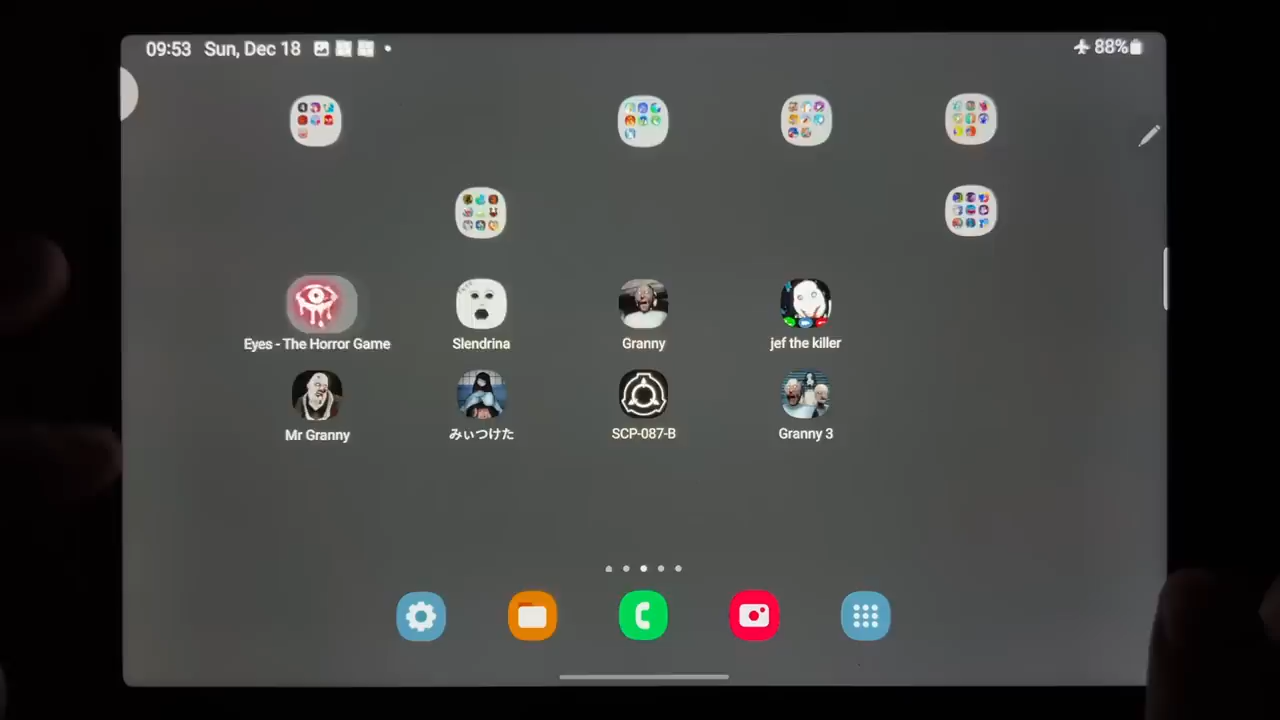 09:53 Sun, Dec 18
88%
Eyes - The Horror Game
Slendrina
Granny
jef the killer
Mr Granny
みぃつけた
SCP-087-B
Granny 3